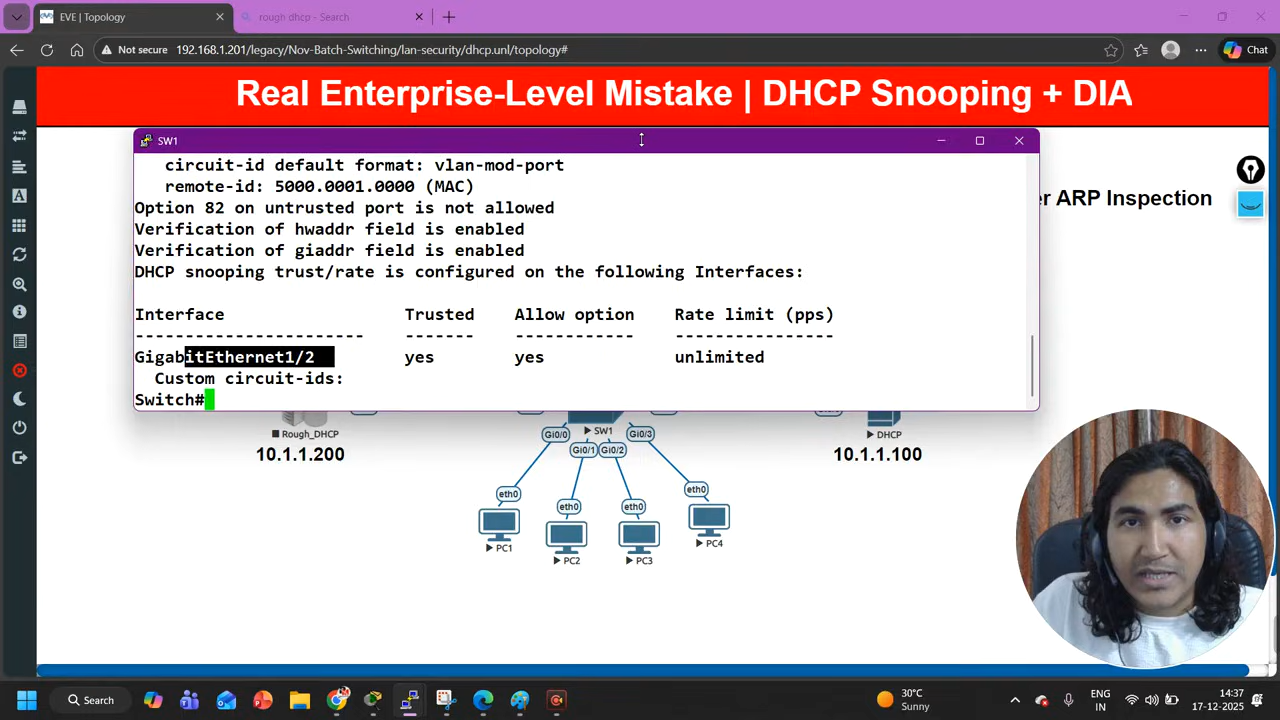 EVE | Topology
rough dhcp - Search
Not secure
192.168.1.201/legacy/Nov-Batch-Switching/lan-security/dhcp.unl/topology#
Chat
Real Enterprise-Level Mistake | DHCP Snooping + DIA
SW1
er ARP Inspection
circuit-id default format: vlan-mod-port
remote-id: 5000.0001.0000 (MAC)
Option 82 on untrusted port is not allowed
Verification of hwaddr field is enabled
Verification of giaddr field is enabled
DHCP snooping trust/rate is configured on the following Interfaces:
Interface Trusted Allow option Rate limit (pps)
----------------------- ------- ------------ ----------------
GigabitEthernet1/2 yes yes unlimited
Custom circuit-ids:
Switch#
Rough_DHCP
10.1.1.200
SW1
DHCP
10.1.1.100
Gi0/0
Gi0/1
Gi0/2
Gi0/3
eth0
eth0
eth0
eth0
PC1
PC2
PC3
PC4
Search
30°C
Sunny
ENG
IN
14:37
17-12-2025